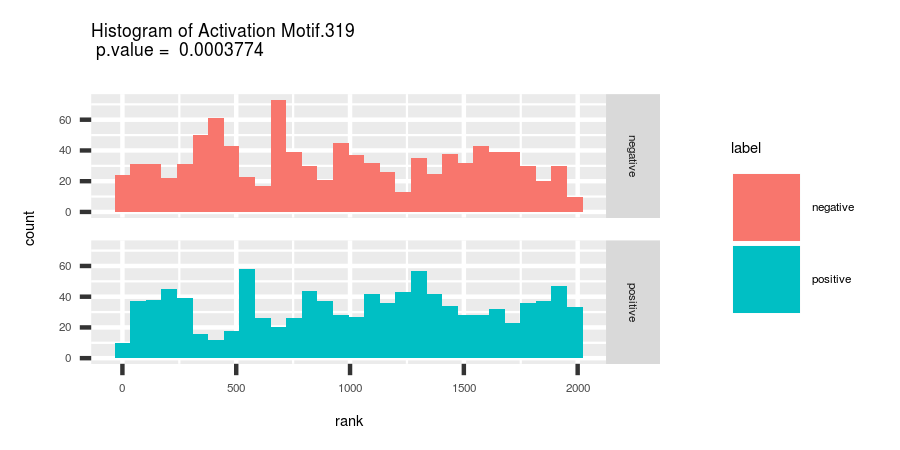 Histogram of Activation Motif.319
p.value =  0.0003774
count
60
40
20
0
negative
60
40
20
0
positive
0 500 1000 1500 2000
rank
label
negative
positive